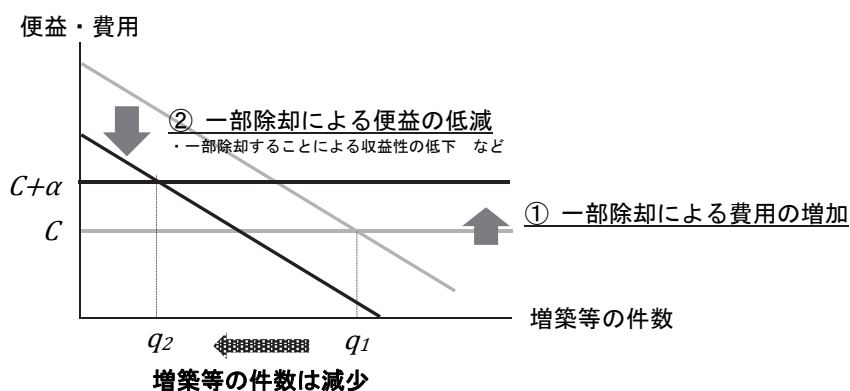 便益・費用
② 一部除却による便益の低減
・一部除却することによる収益性の低下　など
C+α
C
① 一部除却による費用の増加
増築等の件数
q2
q1
増築等の件数は減少